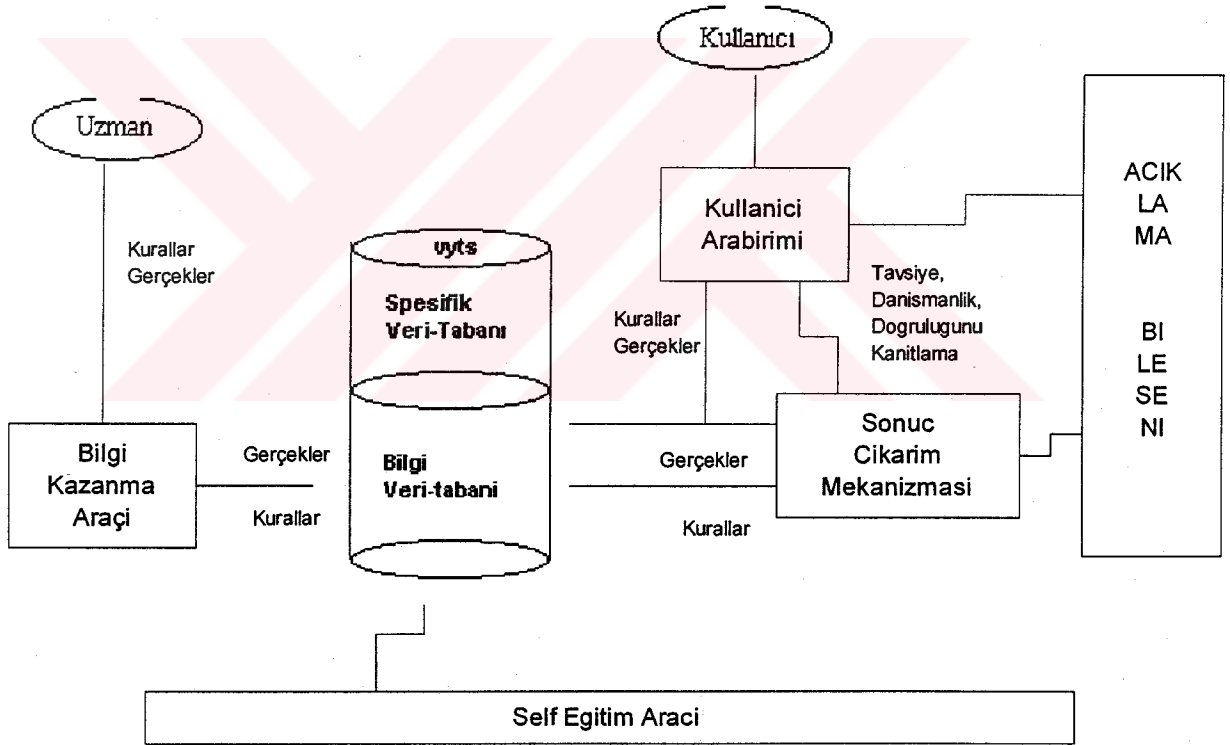 Kullanıcı
Uzman
Kurallar
Gerçekler
Bilgi
Kazanma
Araçi
Gerçekler
Kurallar
vyts
Spesifik
Veri-Tabanı
Bilgi
Veri-tabani
Kullanici
Arabirimi
Kurallar
Gerçekler
Tavsiye,
Danismanlik,
Dogrulugunu
Kanitlama
Gerçekler
Kurallar
Sonuc
Cikarim
Mekanizmasi
ACIK
LA
MA
BI
LE
SE
NI
Self Egitim Araci